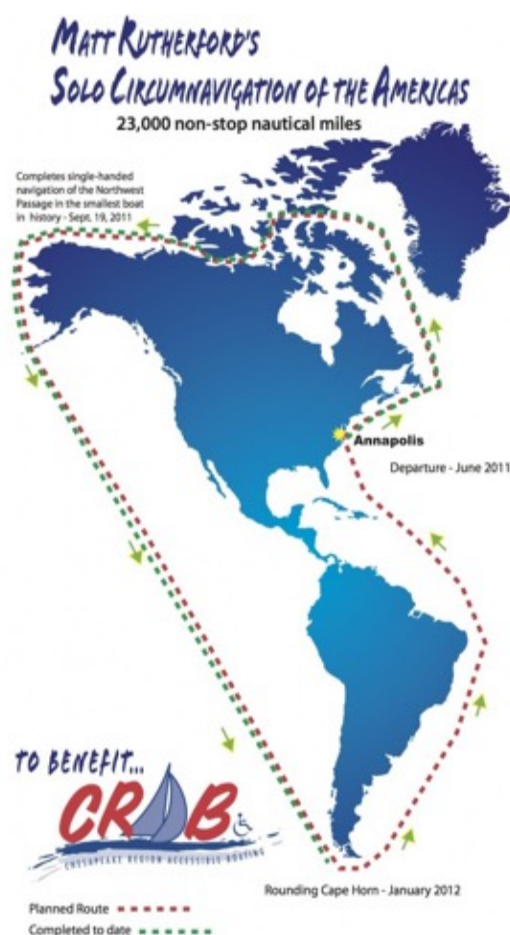 MATT RUTHERFORD'S
SOLO CIRCUMNAVIGATION OF THE AMERICAS
23,000 non-stop nautical miles
Completes single-handed
navigation of the Northwest
Passage in the smallest boat
in history - Sept. 19, 2011
Annapolis
Departure - June 2011
TO BENEFIT...
CRAB
CHESAPEAKE REGION ACCESSIBLE BOATING
Rounding Cape Horn - January 2012
Planned Route
Completed to date